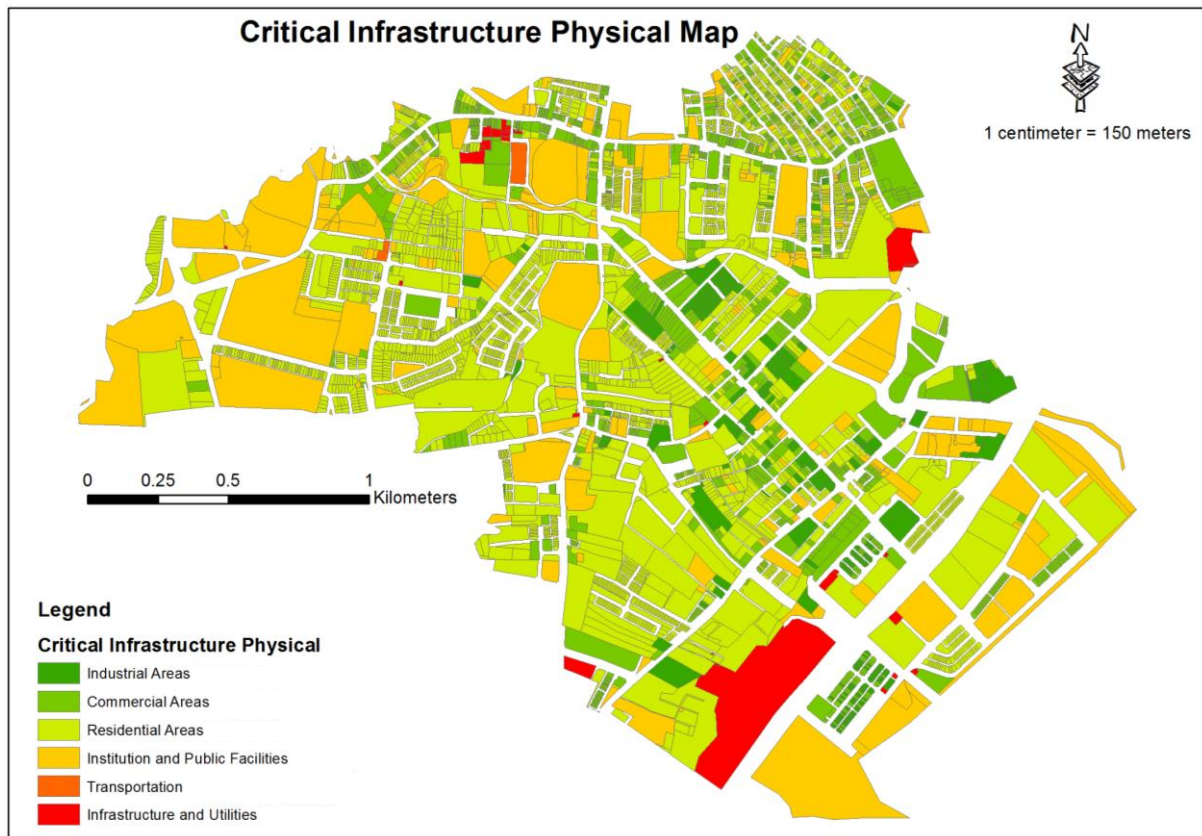 Critical Infrastructure Physical Map
N
1 centimeter = 150 meters
0 0.25 0.5 1
Kilometers
Legend
Critical Infrastructure Physical
Industrial Areas
Commercial Areas
Residential Areas
Institution and Public Facilities
Transportation
Infrastructure and Utilities